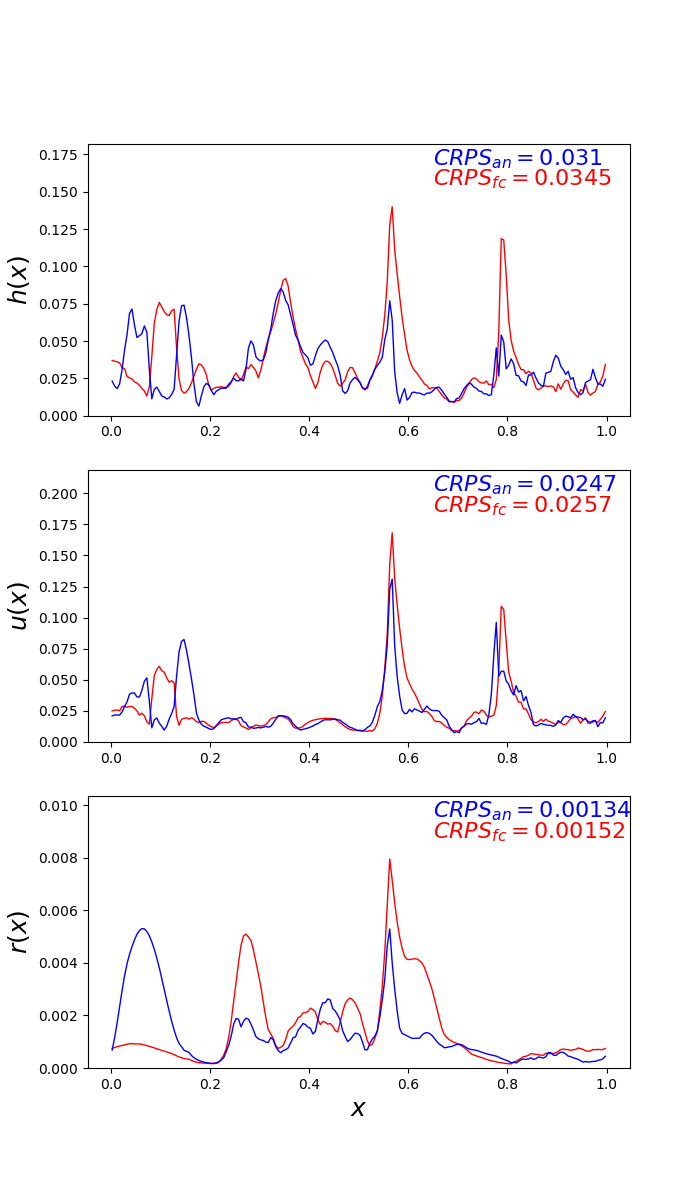 CRPS_an = 0.031
CRPS_fc = 0.0345
h(x)
0.175
0.150
0.125
0.100
0.075
0.050
0.025
0.000
0.0 0.2 0.4 0.6 0.8 1.0
CRPS_an = 0.0247
CRPS_fc = 0.0257
u(x)
0.200
0.175
0.150
0.125
0.100
0.075
0.050
0.025
0.000
0.0 0.2 0.4 0.6 0.8 1.0
CRPS_an = 0.00134
CRPS_fc = 0.00152
r(x)
0.010
0.008
0.006
0.004
0.002
0.000
0.0 0.2 0.4 0.6 0.8 1.0
x